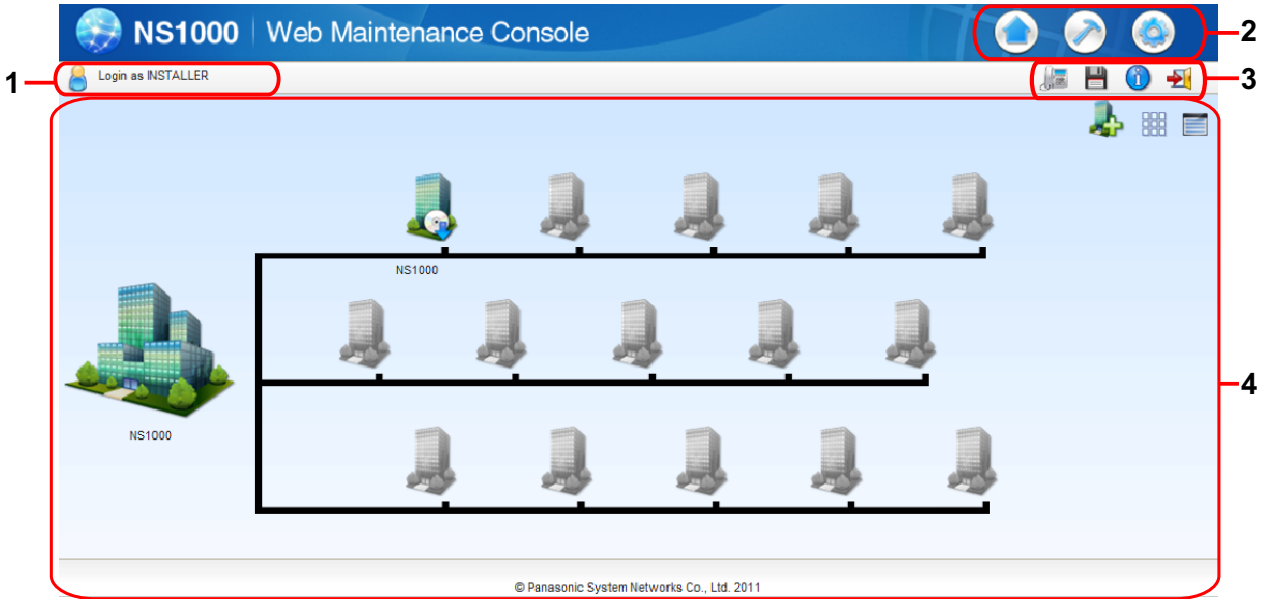 NS1000 Web Maintenance Console
2
1
Login as INSTALLER
3
NS1000
4
NS1000
© Panasonic System Networks Co., Ltd. 2011